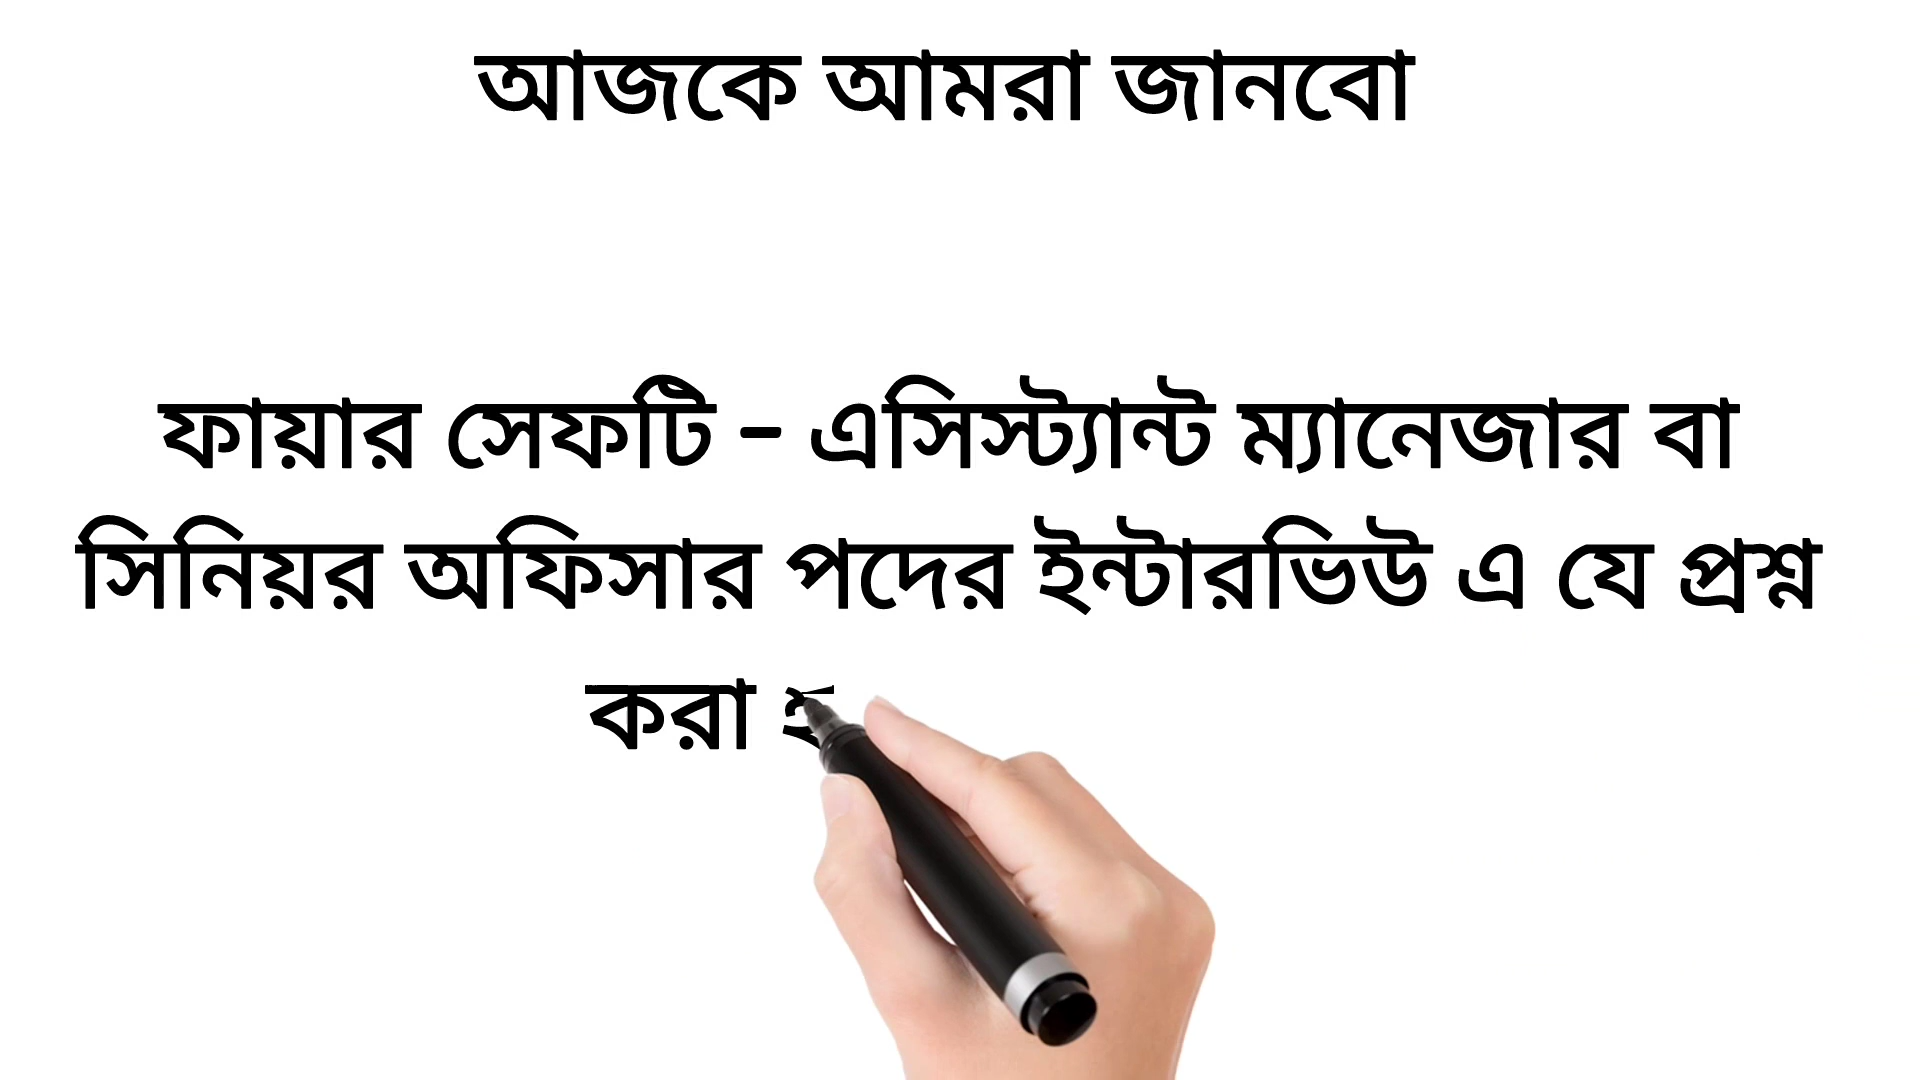 আজকে আমরা জানবো
ফায়ার সেফটি – এসিস্ট্যান্ট ম্যানেজার বা
সিনিয়র অফিসার পদের ইন্টারভিউ এ যে প্রশ্ন
করা